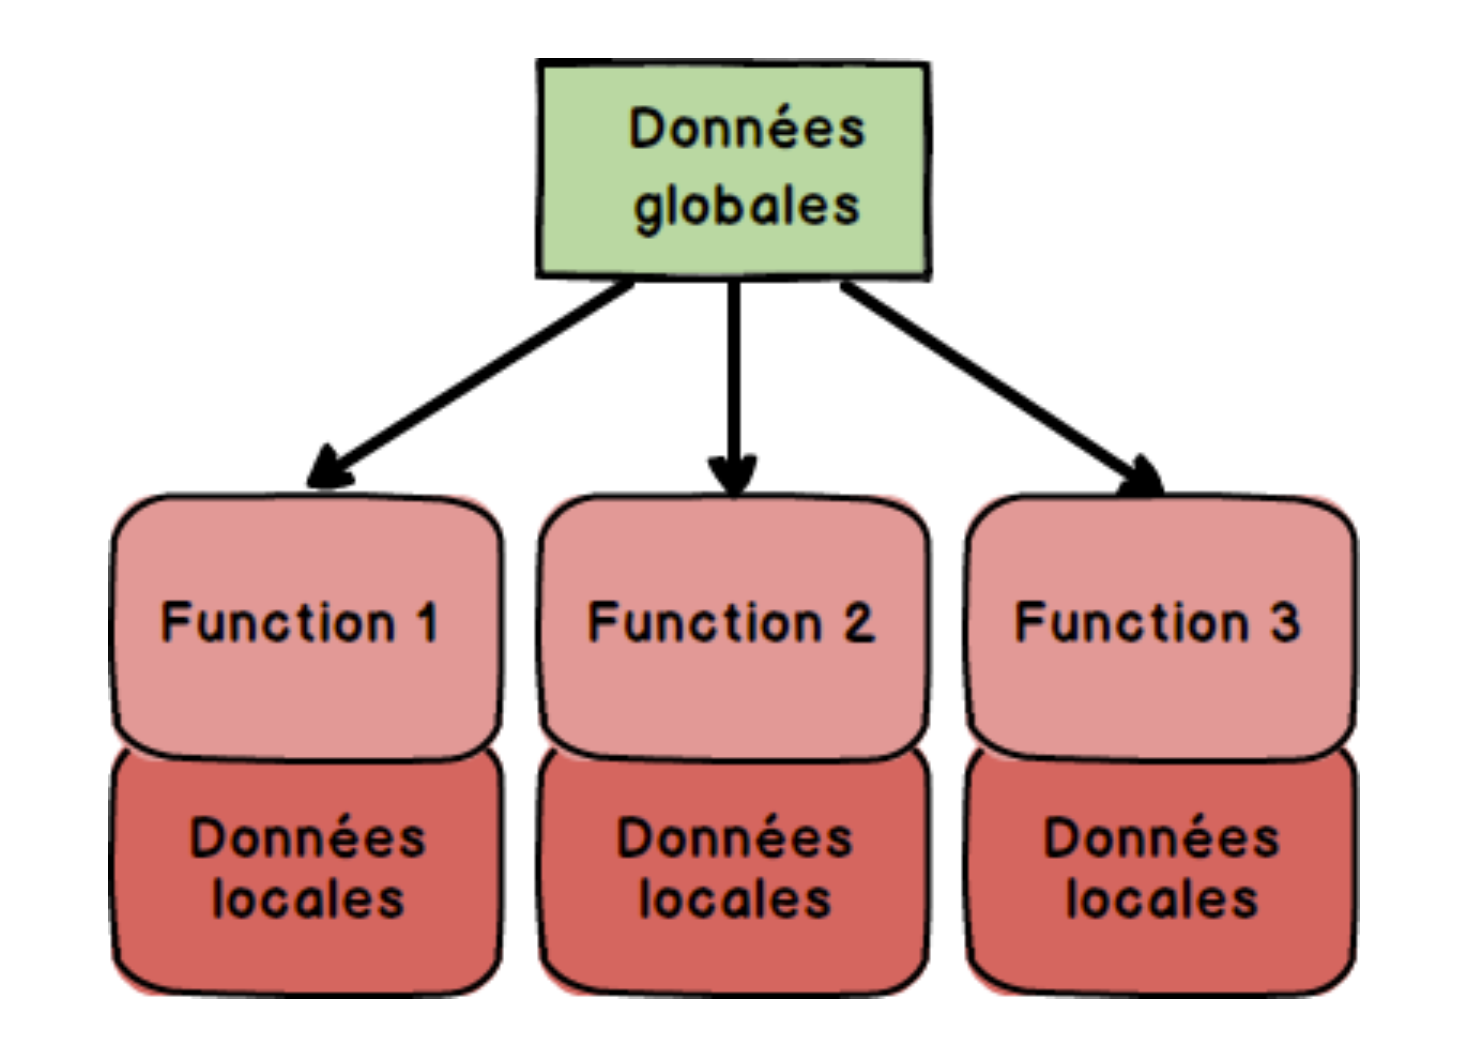 Données
globales
Function 1
Function 2
Function 3
Données
locales
Données
locales
Données
locales